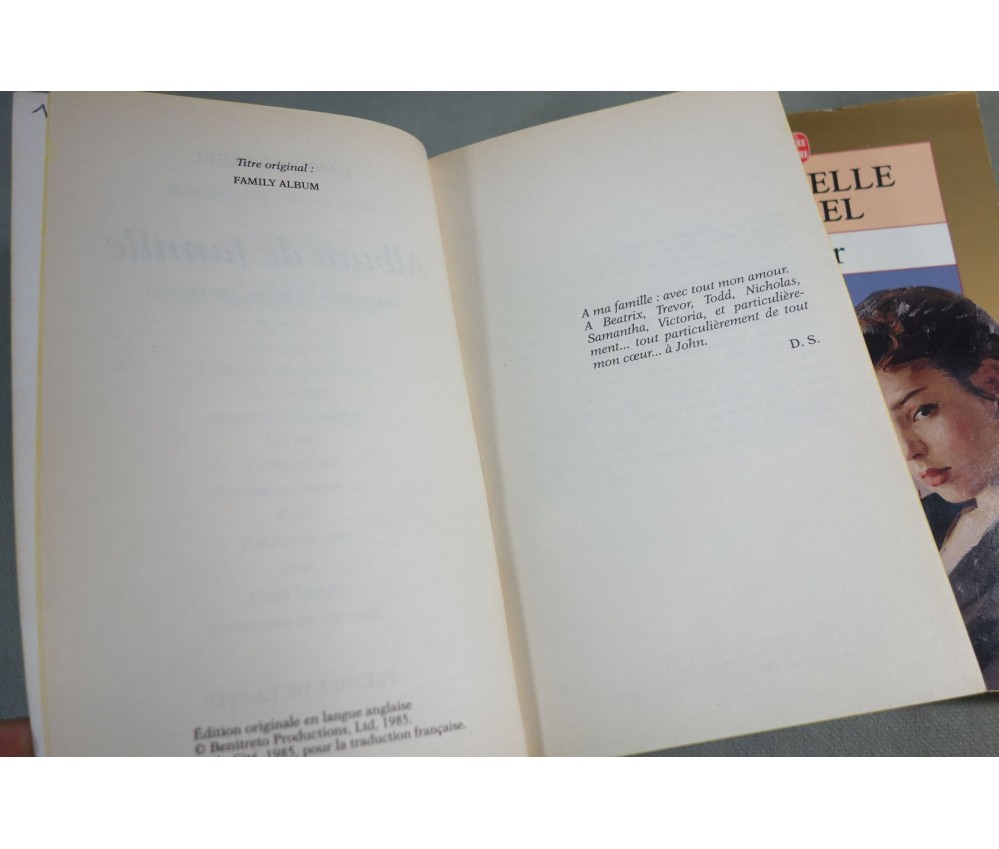 Titre original :
FAMILY ALBUM
Édition originale en langue anglaise
© Benitreto Productions, Ltd, 1985.
Cité, 1985, pour la traduction française.
A ma famille : avec tout mon amour.
A Beatrix, Trevor, Todd, Nicholas,
Samantha, Victoria, et particulière-
ment... tout particulièrement de tout
mon cœur... à John.
D. S.
ELLE
EL
r